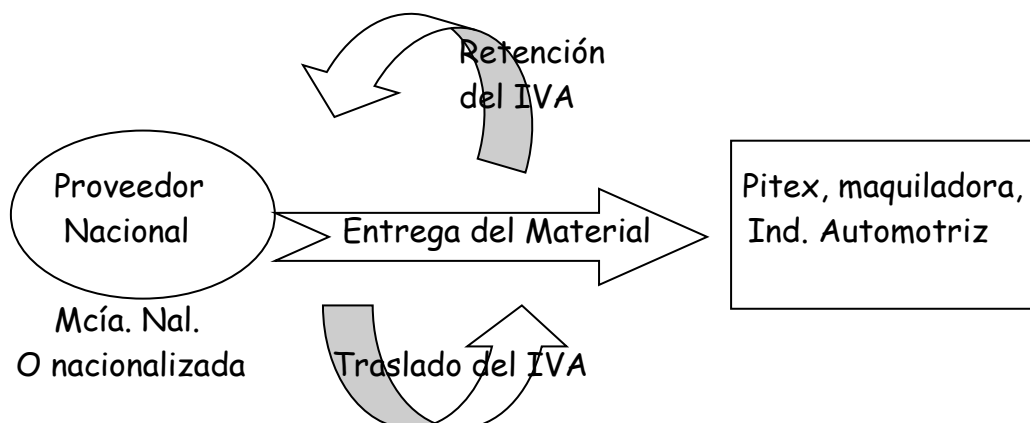 Retención
del IVA
Proveedor
Nacional
Entrega del Material
Pitex, maquiladora,
Ind. Automotriz
Mcía. Nal.
O nacionalizada
Traslado del IVA